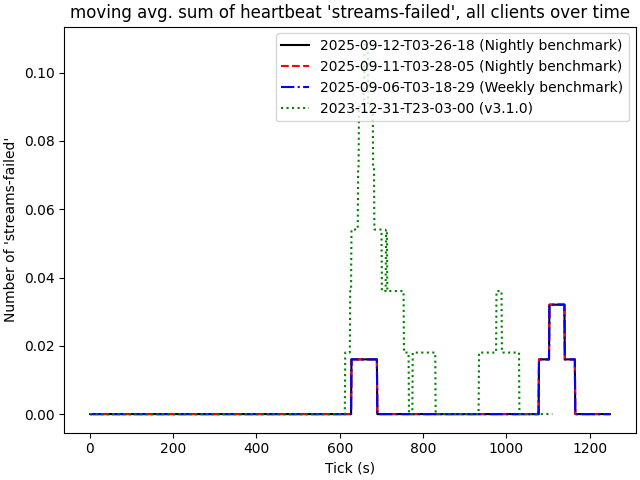 moving avg. sum of heartbeat 'streams-failed', all clients over time
2025-09-12-T03-26-18 (Nightly benchmark)
2025-09-11-T03-28-05 (Nightly benchmark)
2025-09-06-T03-18-29 (Weekly benchmark)
2023-12-31-T23-03-00 (v3.1.0)
Number of 'streams-failed'
0.10
0.08
0.06
0.04
0.02
0.00
0 200 400 600 800 1000 1200
Tick (s)